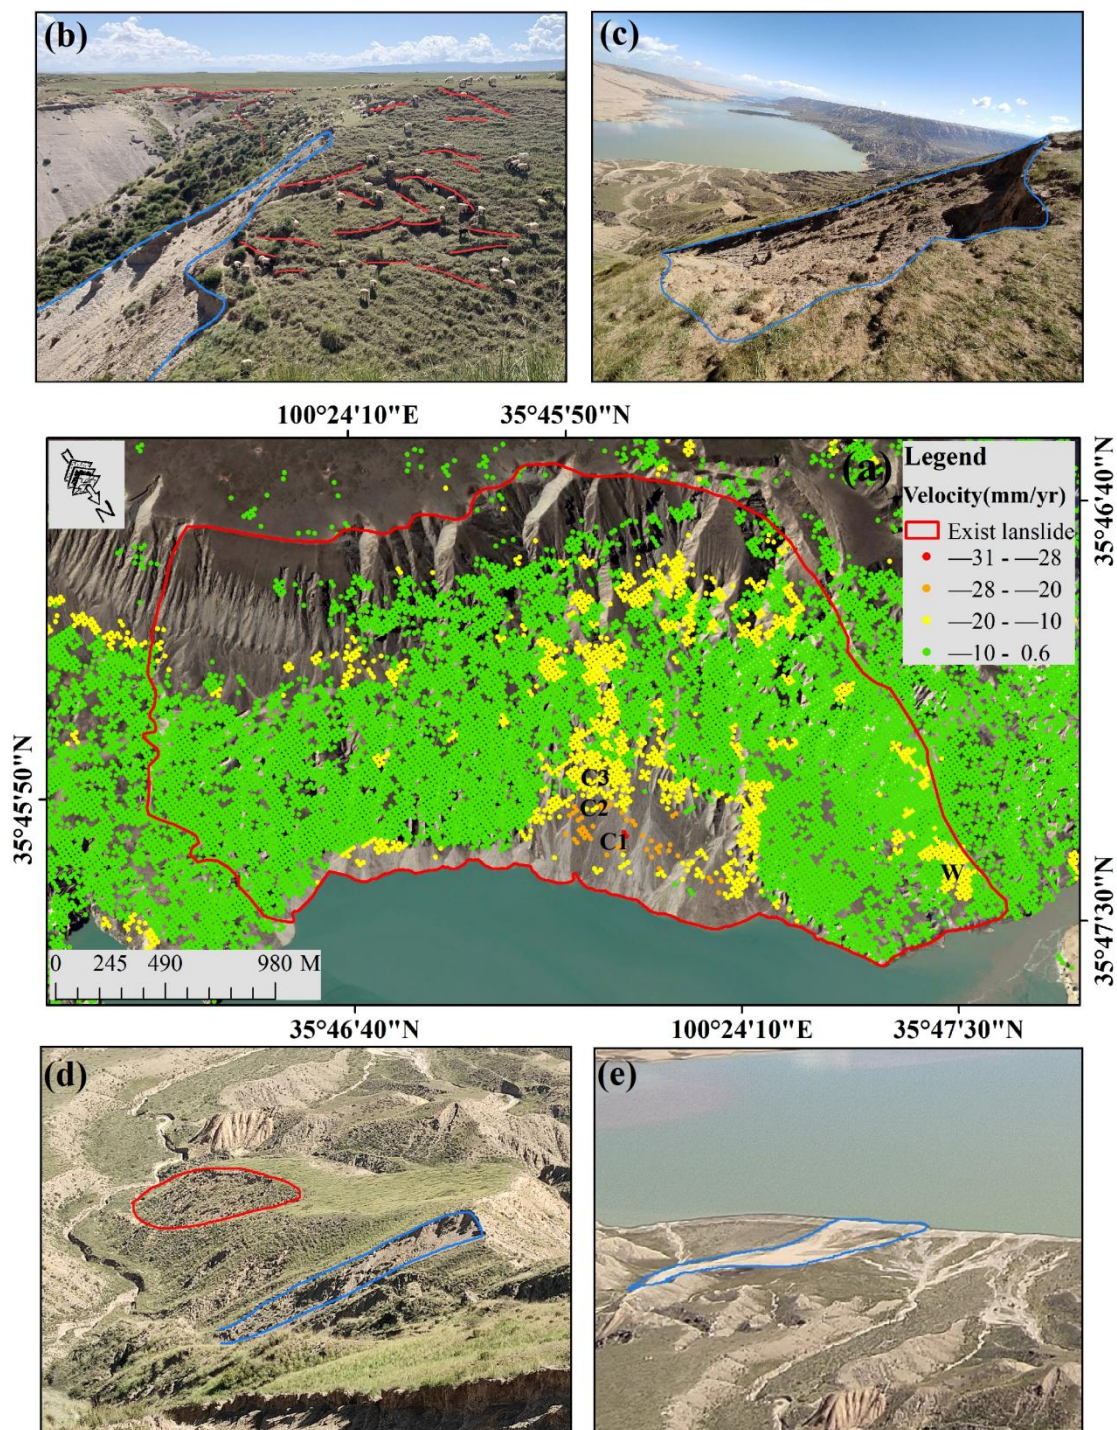 (b)
(c)
100°24'10"E
35°45'50"N
(a)
Legend
Velocity(mm/yr)
Exist lanslide
—31 - —28
—28 - —20
—20 - —10
—10 - 0.6
N
35°46'40"N
35°45'50"N
C3
C2
C1
W
35°47'30"N
0 245 490 980 M
35°46'40"N
100°24'10"E
35°47'30"N
(d)
(e)